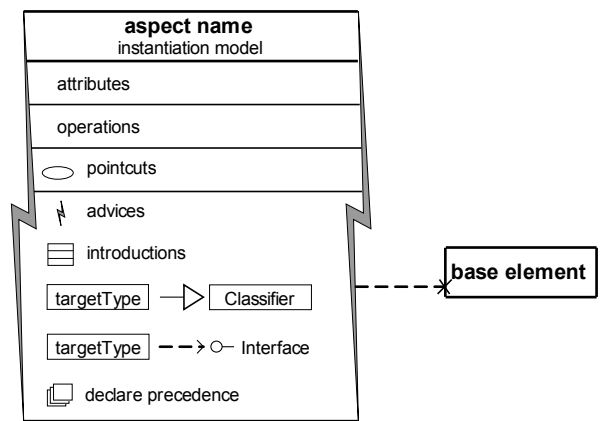 aspect name
instantiation model
attributes
operations
pointcuts
advices
introductions
targetType Classifier
targetType Interface
declare precedence
base element